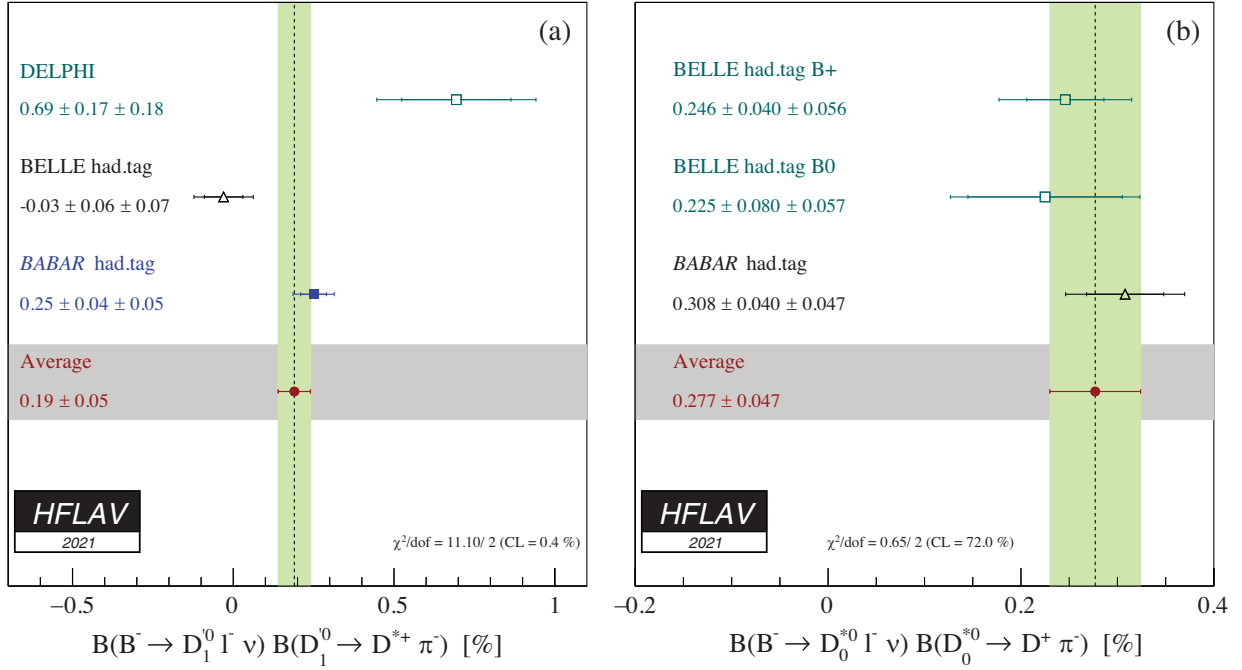 (a)
DELPHI
0.69 ± 0.17 ± 0.18
BELLE had.tag
-0.03 ± 0.06 ± 0.07
BABAR had.tag
0.25 ± 0.04 ± 0.05
Average
0.19 ± 0.05
HFLAV
2021
χ²/dof = 11.10/ 2 (CL = 0.4 %)
−0.5 0 0.5 1
B(B⁻ → D₁'⁰ l⁻ ν) B(D₁'⁰ → D*⁺ π⁻) [%]
(b)
BELLE had.tag B+
0.246 ± 0.040 ± 0.056
BELLE had.tag B0
0.225 ± 0.080 ± 0.057
BABAR had.tag
0.308 ± 0.040 ± 0.047
Average
0.277 ± 0.047
HFLAV
2021
χ²/dof = 0.65/ 2 (CL = 72.0 %)
−0.2 0 0.2 0.4
B(B⁻ → D₀*⁰ l⁻ ν) B(D₀*⁰ → D⁺ π⁻) [%]